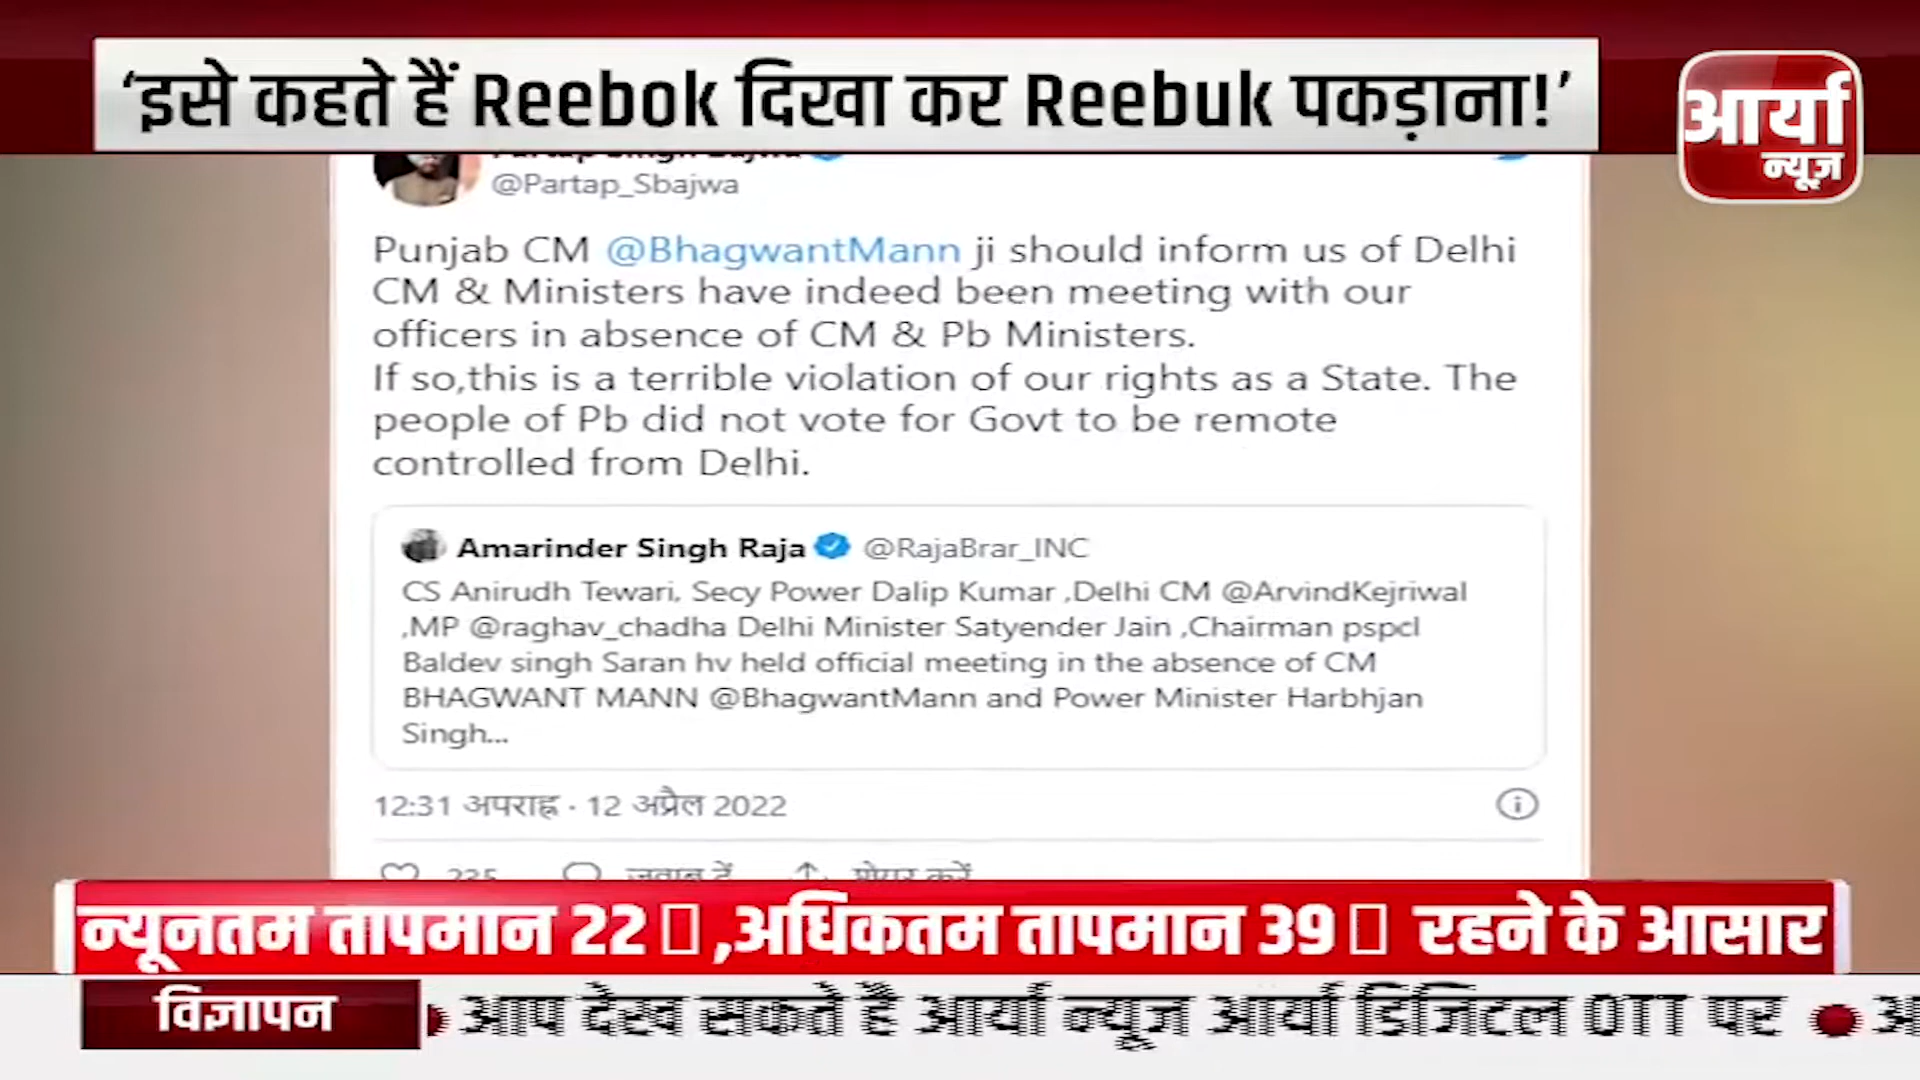 ‘इसे कहते हैं Reebok दिखा कर Reebuk पकड़ाना!’
आर्या
न्यूज़
@Partap_Sbajwa
Punjab CM @BhagwantMann ji should inform us of Delhi
CM & Ministers have indeed been meeting with our
officers in absence of CM & Pb Ministers.
If so,this is a terrible violation of our rights as a State. The
people of Pb did not vote for Govt to be remote
controlled from Delhi.
Amarinder Singh Raja @RajaBrar_INC
CS Anirudh Tewari, Secy Power Dalip Kumar ,Delhi CM @ArvindKejriwal
,MP @raghav_chadha Delhi Minister Satyender Jain ,Chairman pspcl
Baldev singh Saran hv held official meeting in the absence of CM
BHAGWANT MANN @BhagwantMann and Power Minister Harbhjan
Singh...
12:31 अपराह्न · 12 अप्रैल 2022
235 जवाब दें शेयर करें
न्यूनतम तापमान 22▯,अधिकतम तापमान 39▯ रहने के आसार
विज्ञापन
आप देख सकते हैं आर्या न्यूज आर्या डिजिटल OTT पर